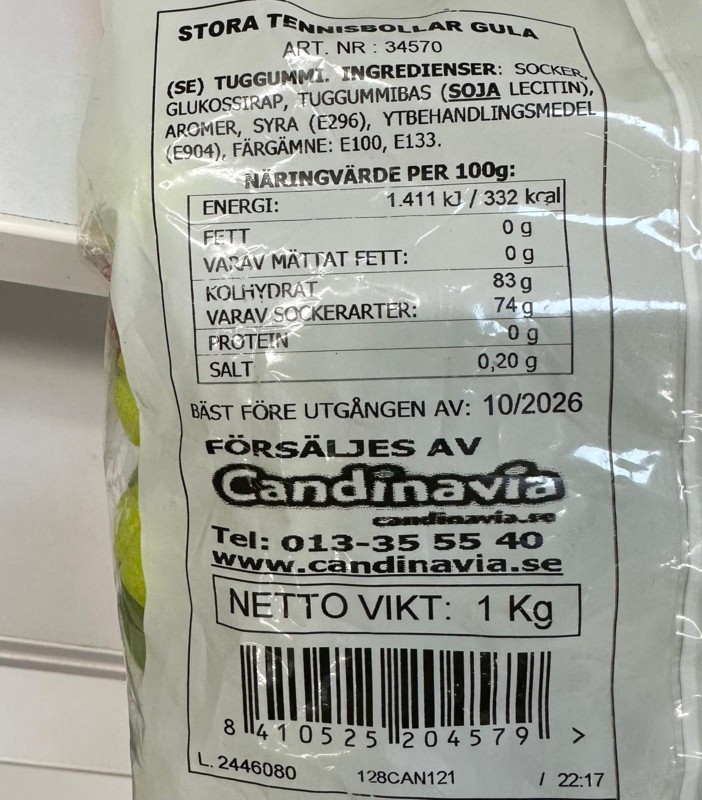 STORA TENNISBOLLAR GULA
ART. NR : 34570
(SE) TUGGUMMI. INGREDIENSER: SOCKER,
GLUKOSSIRAP, TUGGUMMIBAS (SOJA LECITIN),
AROMER, SYRA (E296), YTBEHANDLINGSMEDEL
(E904), FÄRGÄMNE: E100, E133.
NÄRINGVÄRDE PER 100g:
ENERGI: 1.411 kJ / 332 kcal
FETT 0 g
VARAV MÄTTAT FETT: 0 g
KOLHYDRAT 83 g
VARAV SOCKERARTER: 74 g
PROTEIN 0 g
SALT 0,20 g
BÄST FÖRE UTGÅNGEN AV: 10/2026
FÖRSÄLJES AV
Candinavia
candinavia.se
Tel: 013-35 55 40
www.candinavia.se
NETTO VIKT: 1 Kg
8 410525 204579 >
L. 2446080 128CAN121 / 22:17